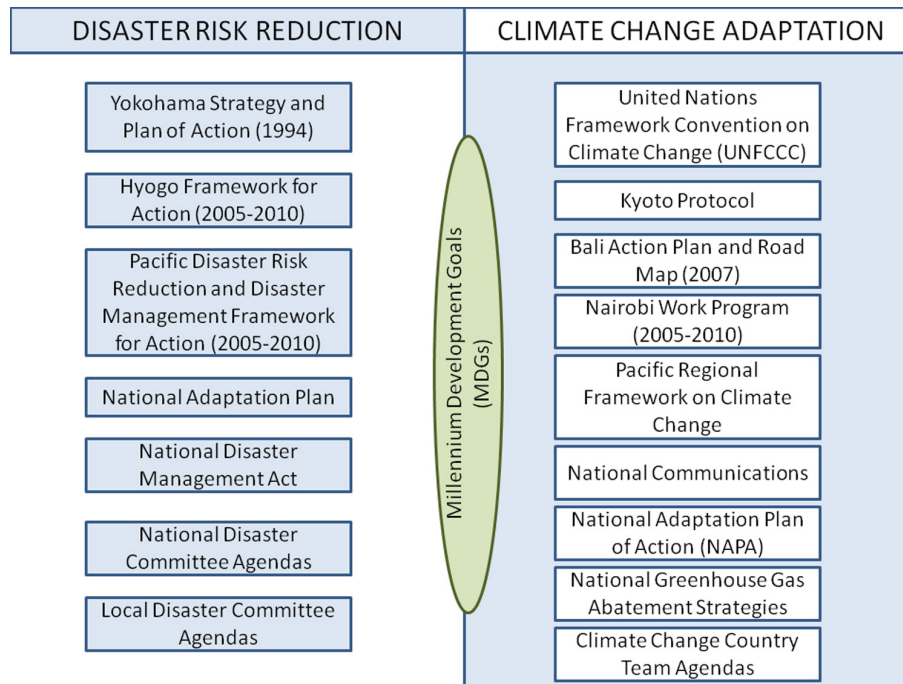 DISASTER RISK REDUCTION
CLIMATE CHANGE ADAPTATION
Yokohama Strategy and
Plan of Action (1994)
Hyogo Framework for
Action (2005-2010)
Pacific Disaster Risk
Reduction and Disaster
Management Framework
for Action (2005-2010)
National Adaptation Plan
National Disaster
Management Act
National Disaster
Committee Agendas
Local Disaster Committee
Agendas
Millennium Development Goals
(MDGs)
United Nations
Framework Convention on
Climate Change (UNFCCC)
Kyoto Protocol
Bali Action Plan and Road
Map (2007)
Nairobi Work Program
(2005-2010)
Pacific Regional
Framework on Climate
Change
National Communications
National Adaptation Plan
of Action (NAPA)
National Greenhouse Gas
Abatement Strategies
Climate Change Country
Team Agendas